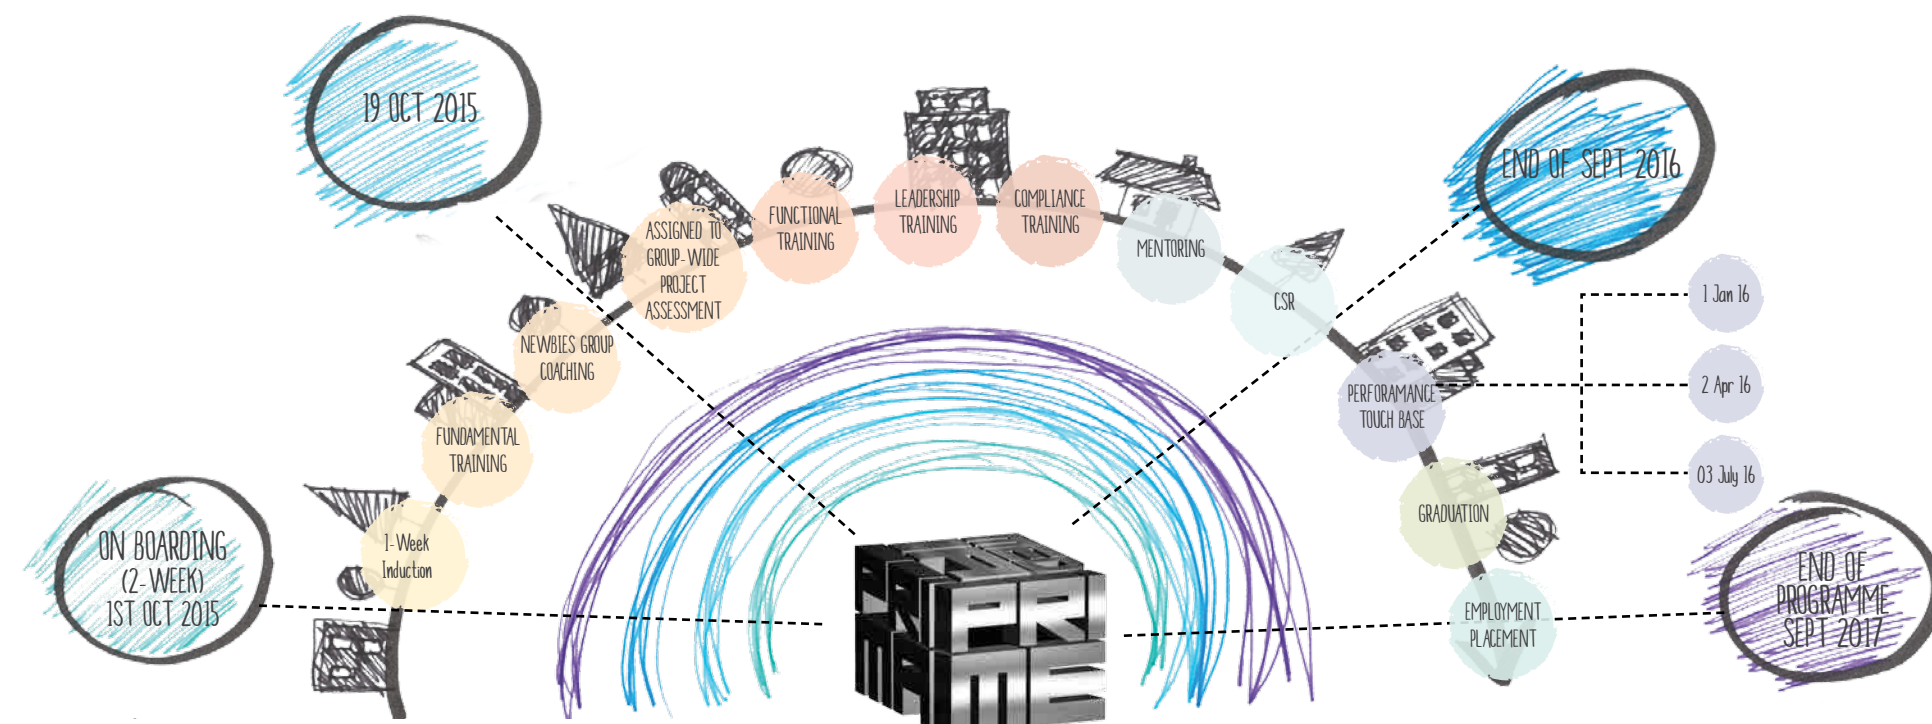 19 OCT 2015
END OF SEPT 2016
ON BOARDING
(2-WEEK)
1ST OCT 2015
1-Week
Induction
FUNDAMENTAL
TRAINING
NEWBIES GROUP
COACHING
ASSIGNED TO
GROUP-WIDE
PROJECT
ASSESSMENT
FUNCTIONAL
TRAINING
LEADERSHIP
TRAINING
COMPLIANCE
TRAINING
MENTORING
CSR
PERFORAMANCE
TOUCH BASE
1 Jan 16
2 Apr 16
03 July 16
GRADUATION
EMPLOYMENT
PLACEMENT
END OF
PROGRAMME
SEPT 2017